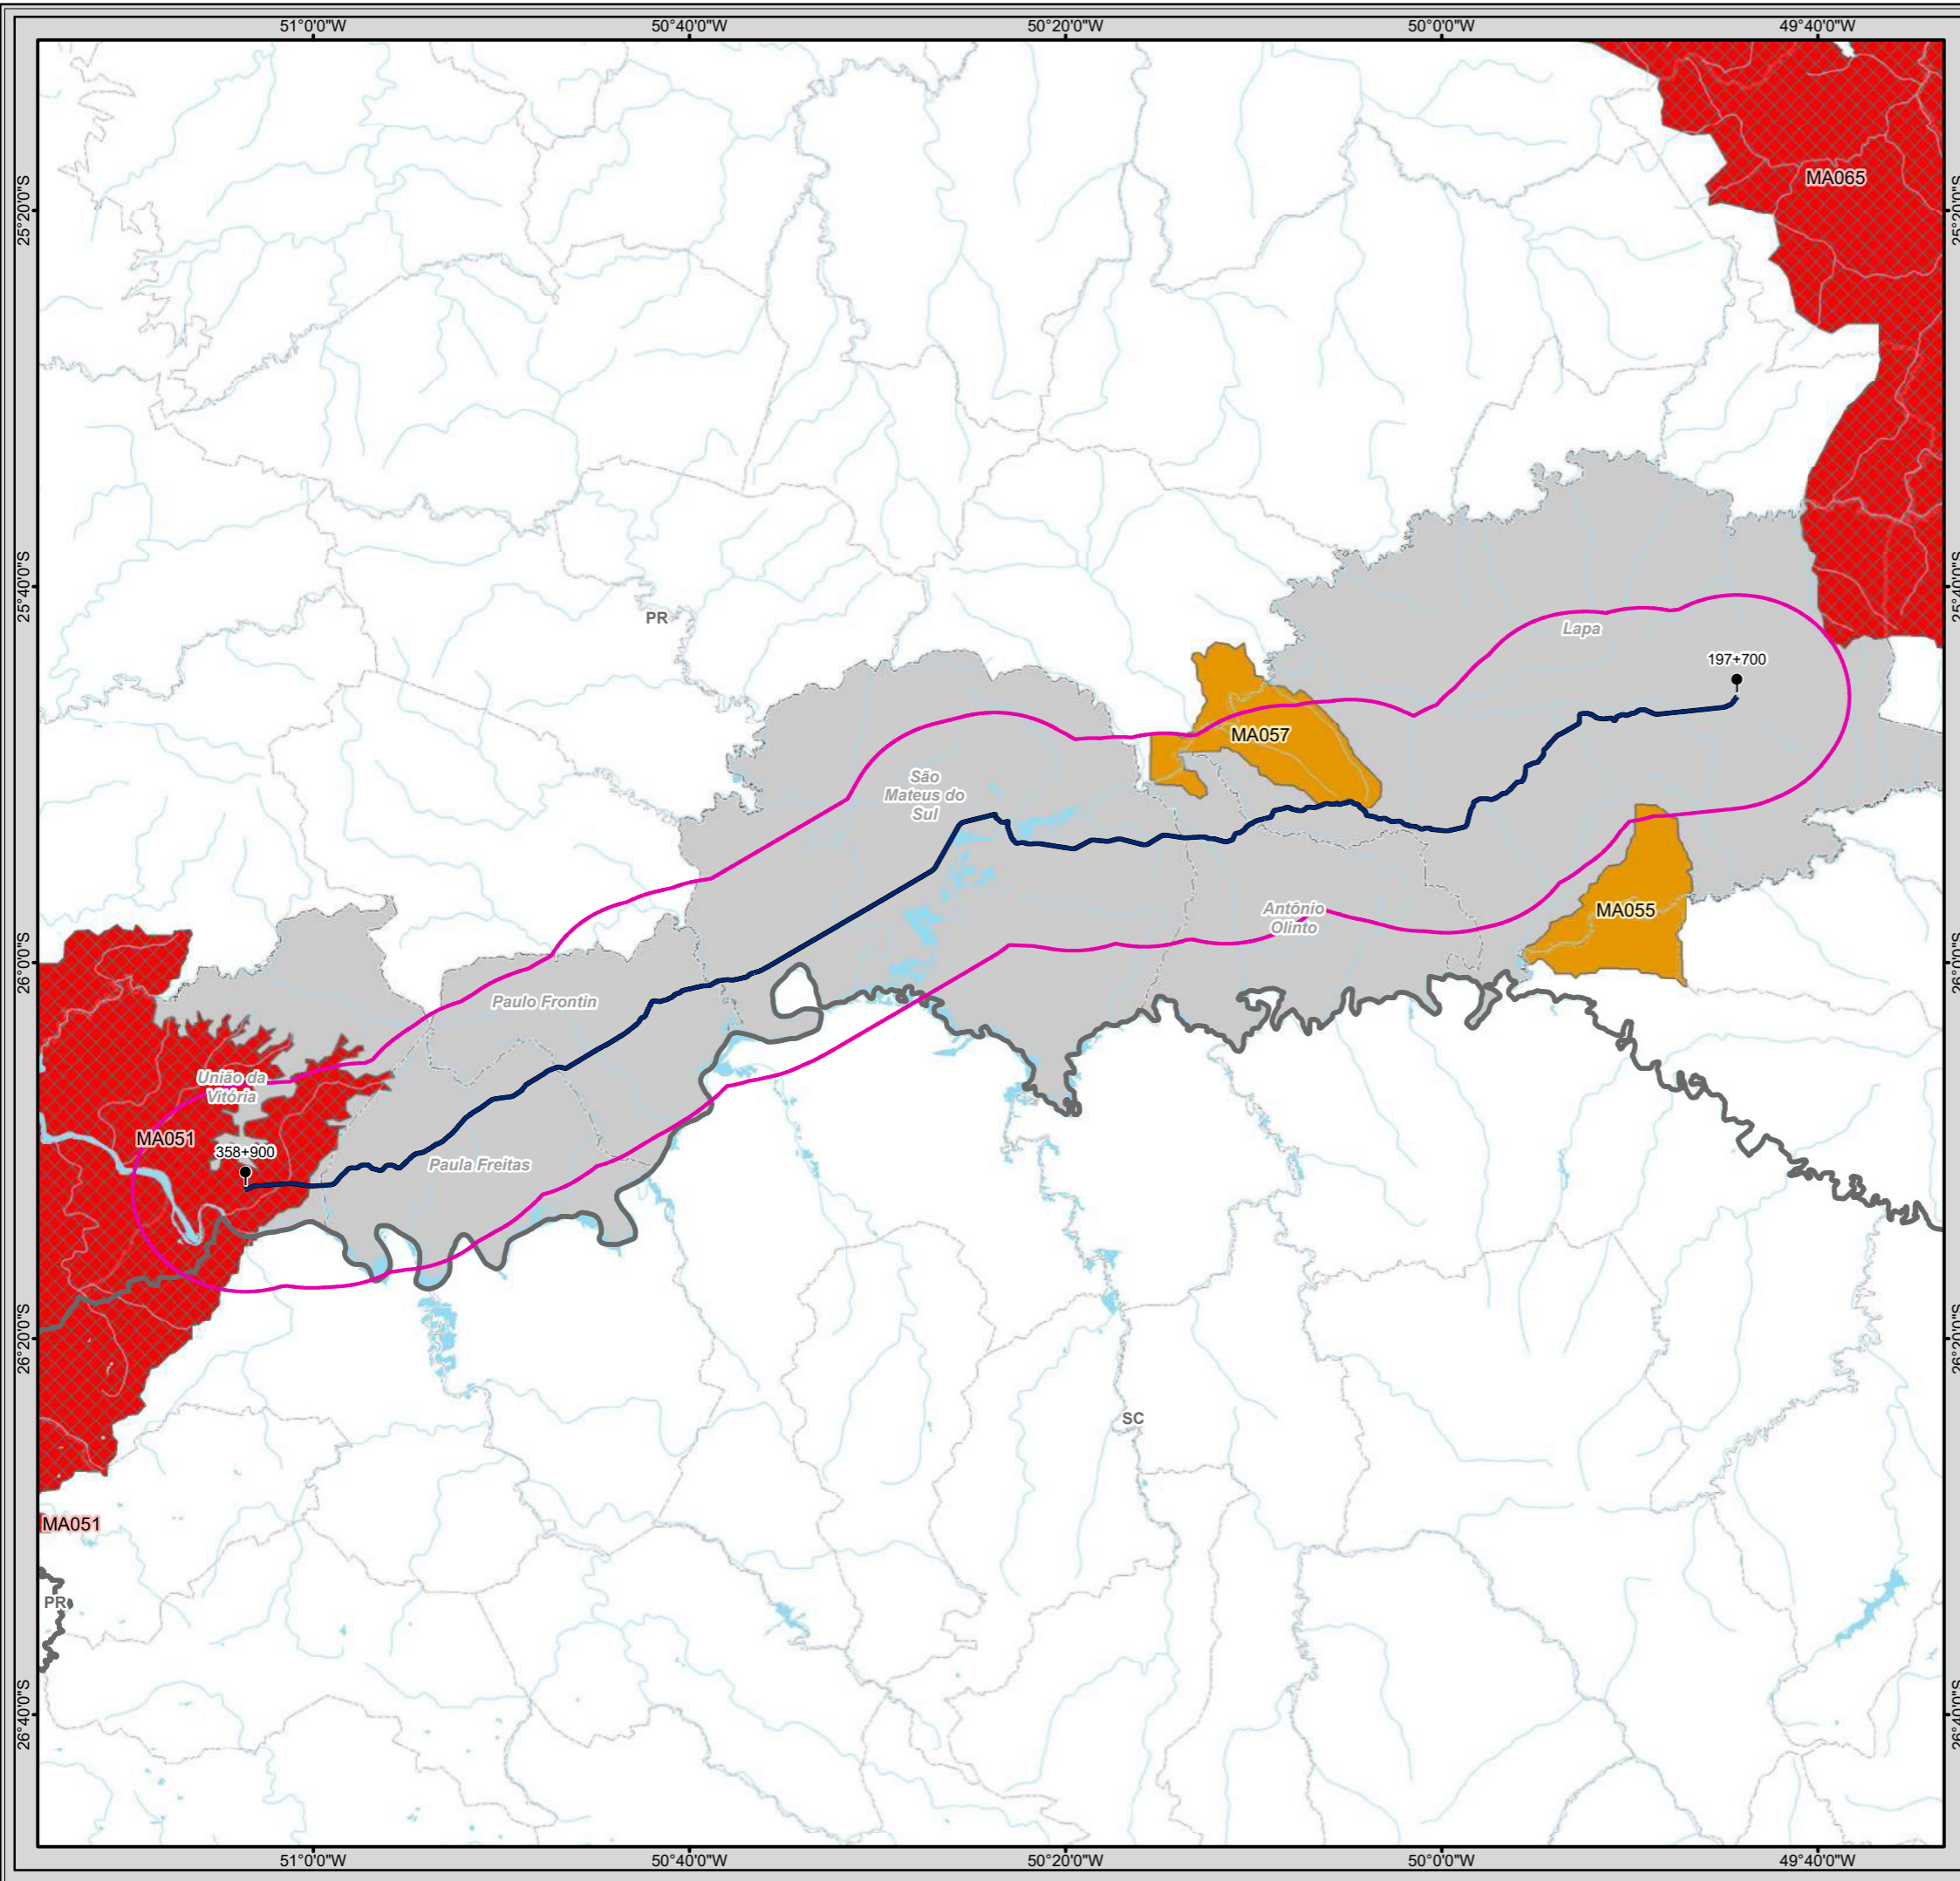 51°0'0"W
50°40'0"W
50°20'0"W
50°0'0"W
49°40'0"W
25°20'0"S
25°20'0"S
MA065
25°40'0"S
25°40'0"S
PR
Lapa
197+700
MA057
São
Mateus do
Sul
MA055
Antônio
Olinto
26°0'0"S
26°0'0"S
Paulo Frontin
União da
Vitória
MA051
358+900
Paula Freitas
26°20'0"S
26°20'0"S
SC
MA051
PR
26°40'0"S
26°40'0"S
51°0'0"W
50°40'0"W
50°20'0"W
50°0'0"W
49°40'0"W